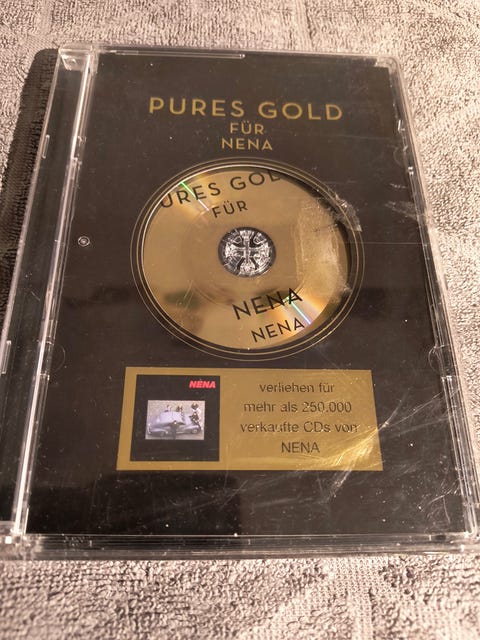 PURES GOLD
FÜR
NENA
PURES GOLD
FÜR
NENA
NENA
NENA
verliehen für
mehr als 250.000
verkaufte CDs von
NENA